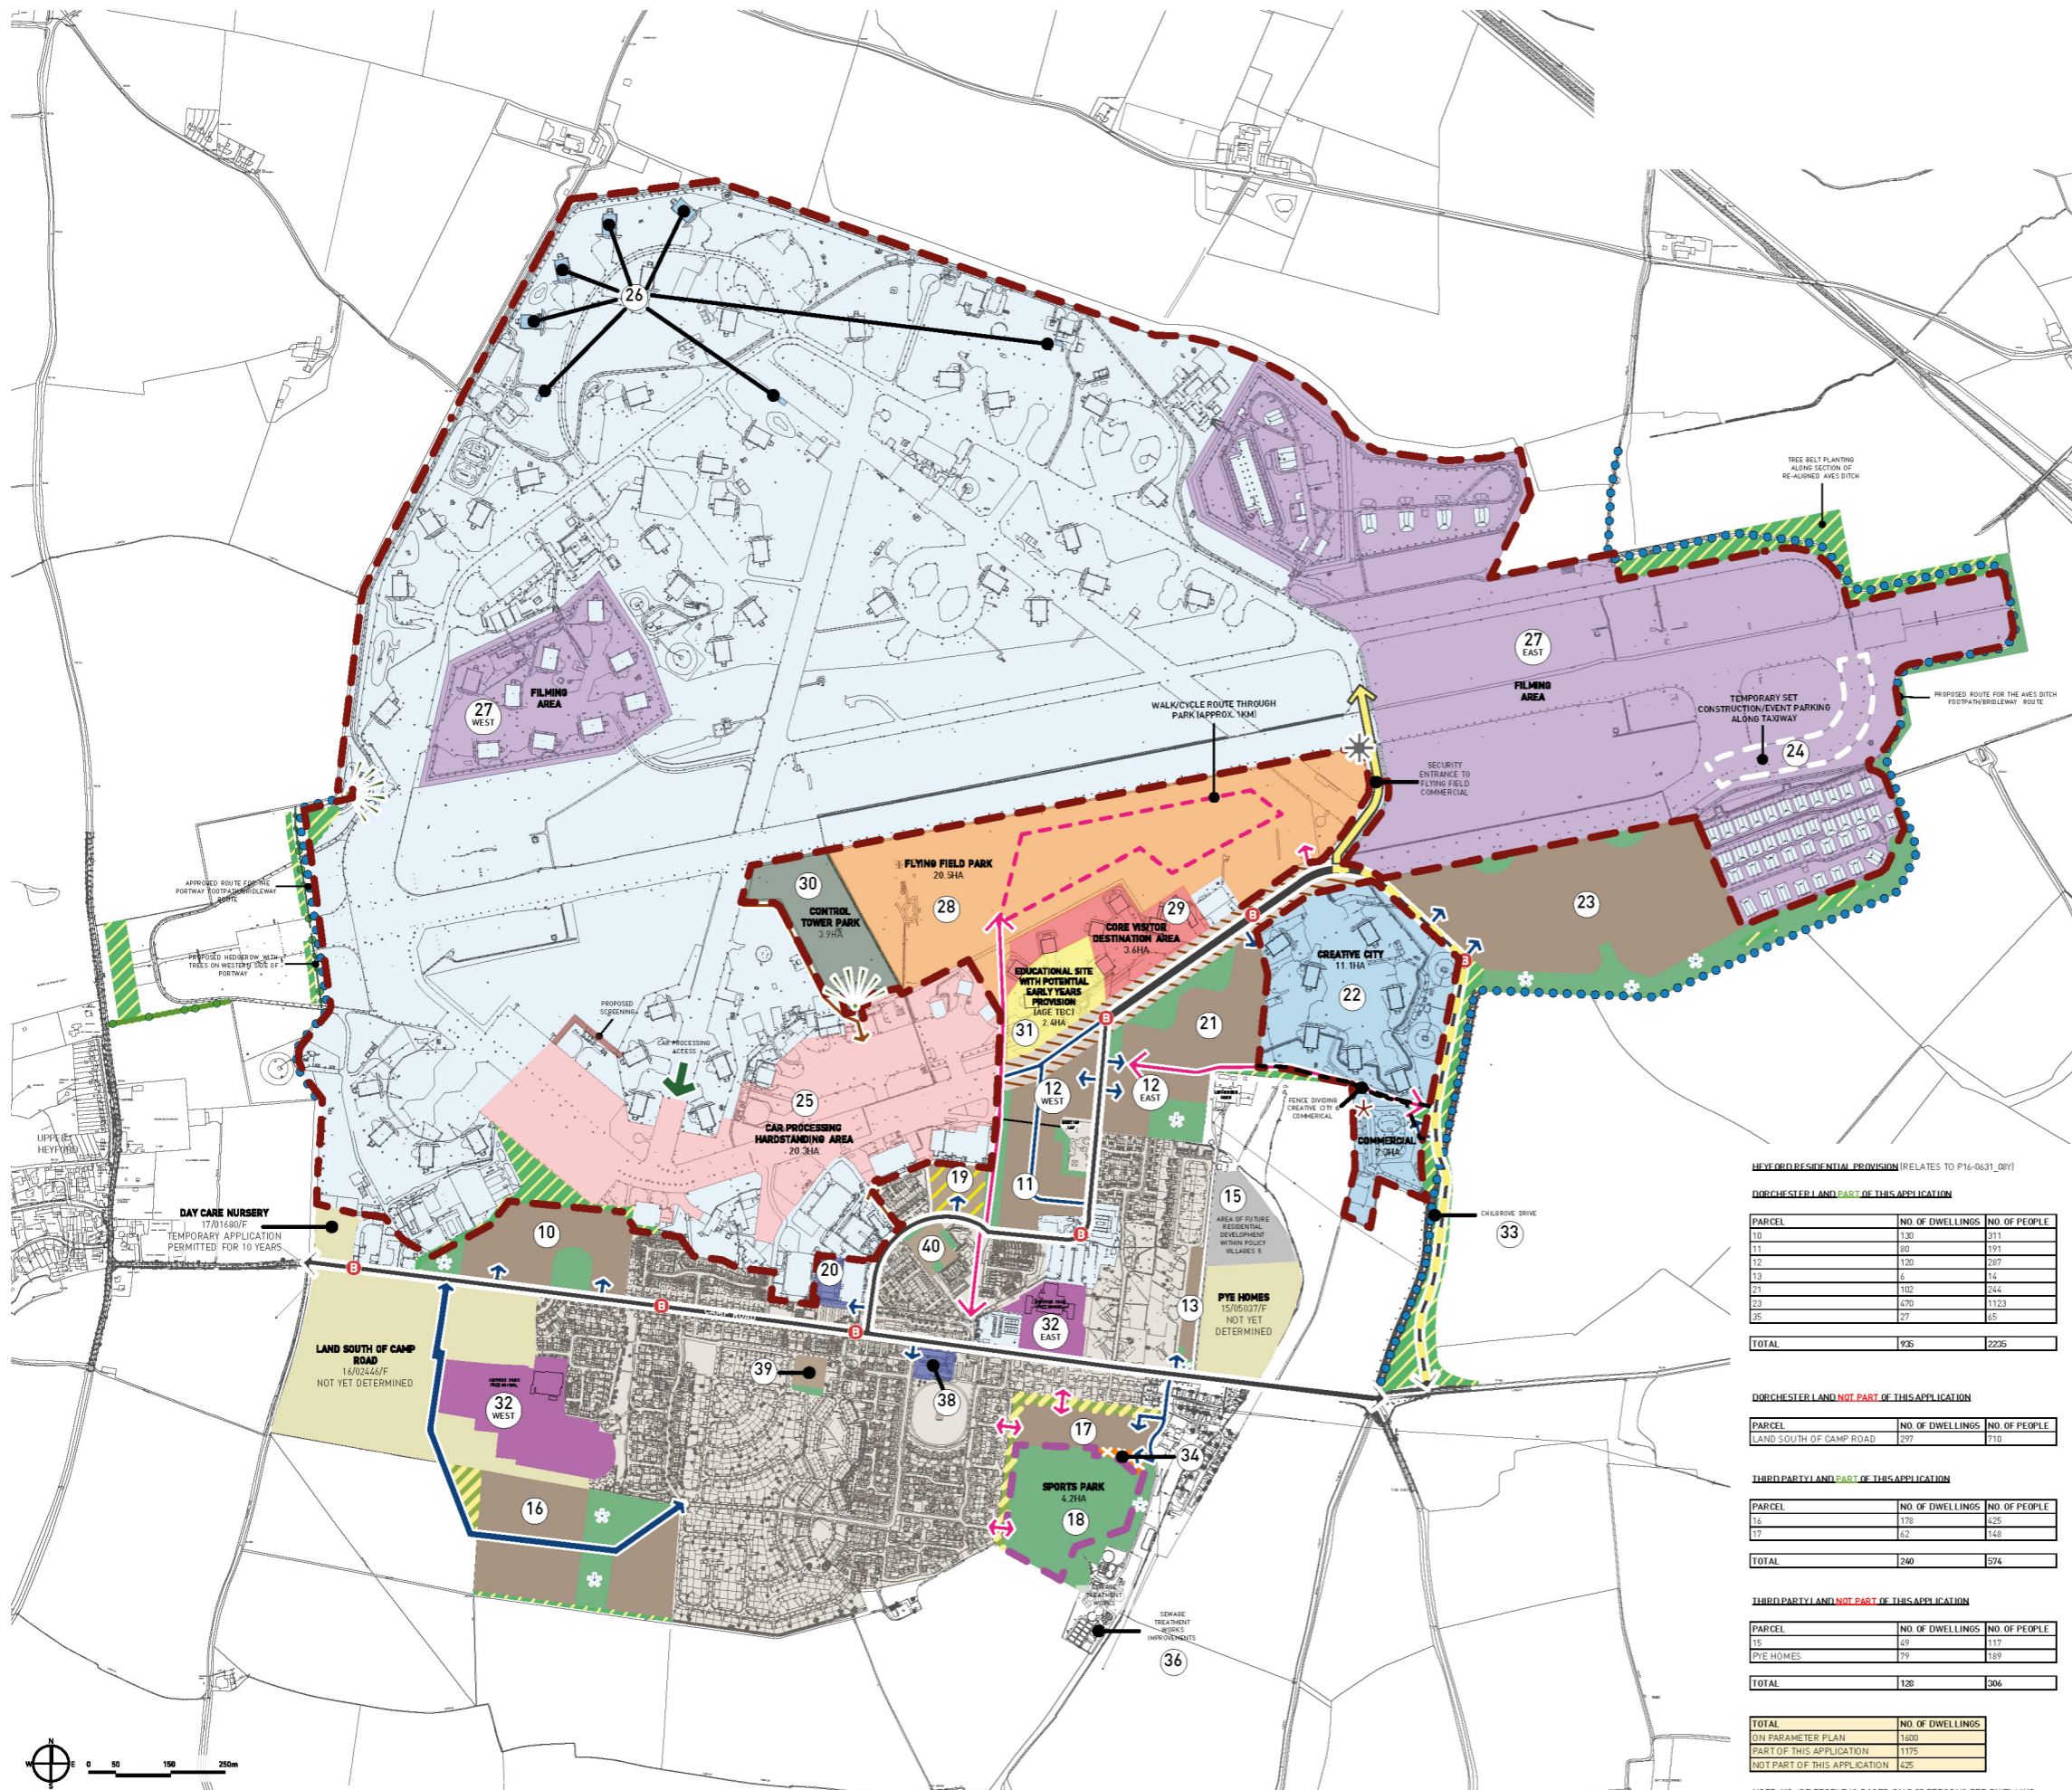 26
TREE BELT PLANTING
ALONG SECTION OF
RE-ALIGNED AVES DITCH
27
EAST
FILMING
AREA
FILMING
AREA
27
WEST
WALK/CYCLE ROUTE THROUGH
PARK (APPROX. 1KM)
TEMPORARY SET
CONSTRUCTION/EVENT PARKING
ALONG TAXIWAY
24
PROPOSED ROUTE FOR THE AVES DITCH
FOOTPATH/BRIDLEWAY ROUTE
SECURITY
ENTRANCE TO
FLYING FIELD
COMMERCIAL
FLYING FIELD PARK
20.5HA
28
30
CONTROL
TOWER PARK
3.9HA
29
CORE VISITOR
DESTINATION AREA
3.6HA
23
APPROVED ROUTE FOR THE
PORTWAY FOOTPATH/BRIDLEWAY
ROUTE
PROPOSED HEDGEROW WITH
TREES ON WESTERN SIDE OF
PORTWAY
CREATIVE CITY
11.1HA
22
EDUCATIONAL SITE
WITH POTENTIAL
EARLY YEARS
PROVISION
(AGE TBC)
2.4HA
31
PROPOSED
SCREENING
CAR PROCESSING
ACCESS
21
25
CAR PROCESSING
HARDSTANDING AREA
20.3HA
12
WEST
12
EAST
FENCE DIVIDING
CREATIVE CITY &
COMMERICAL
COMMERCIAL
UPPER
HEYFORD
19
11
15
AREA OF FUTURE
RESIDENTIAL
DEVELOPMENT
WITHIN POLICY
VILLAGES 5
CHILGROVE DRIVE
33
DAY CARE NURSERY
17/01680/F
TEMPORARY APPLICATION
PERMITTED FOR 10 YEARS
10
40
20
B
B
B
B
B
B
B
CAMP ROAD
32
EAST
13
PYE HOMES
15/05037/F
NOT YET
DETERMINED
LAND SOUTH OF CAMP
ROAD
16/02446/F
NOT YET DETERMINED
32
WEST
39
38
17
34
SPORTS PARK
4.2HA
18
16
SEWAGE
TREATMENT
WORKS
SEWAGE
TREATMENT
WORKS
IMPROVEMENTS
36
N
W E
S
0 50 150 250m
HEYFORD RESIDENTIAL PROVISION (RELATES TO P16-0631_08Y)
DORCHESTER LAND PART OF THIS APPLICATION
PARCEL NO. OF DWELLINGS NO. OF PEOPLE
10 130 311
11 80 191
12 120 287
13 6 14
21 102 244
23 470 1123
35 27 65
TOTAL 935 2235
DORCHESTER LAND NOT PART OF THIS APPLICATION
PARCEL NO. OF DWELLINGS NO. OF PEOPLE
LAND SOUTH OF CAMP ROAD 297 710
THIRD PARTY LAND PART OF THIS APPLICATION
PARCEL NO. OF DWELLINGS NO. OF PEOPLE
16 178 425
17 62 148
TOTAL 240 574
THIRD PARTY LAND NOT PART OF THIS APPLICATION
PARCEL NO. OF DWELLINGS NO. OF PEOPLE
15 49 117
PYE HOMES 79 189
TOTAL 128 306
TOTAL NO. OF DWELLINGS
ON PARAMETER PLAN 1600
PART OF THIS APPLICATION 1175
NOT PART OF THIS APPLICATION 425